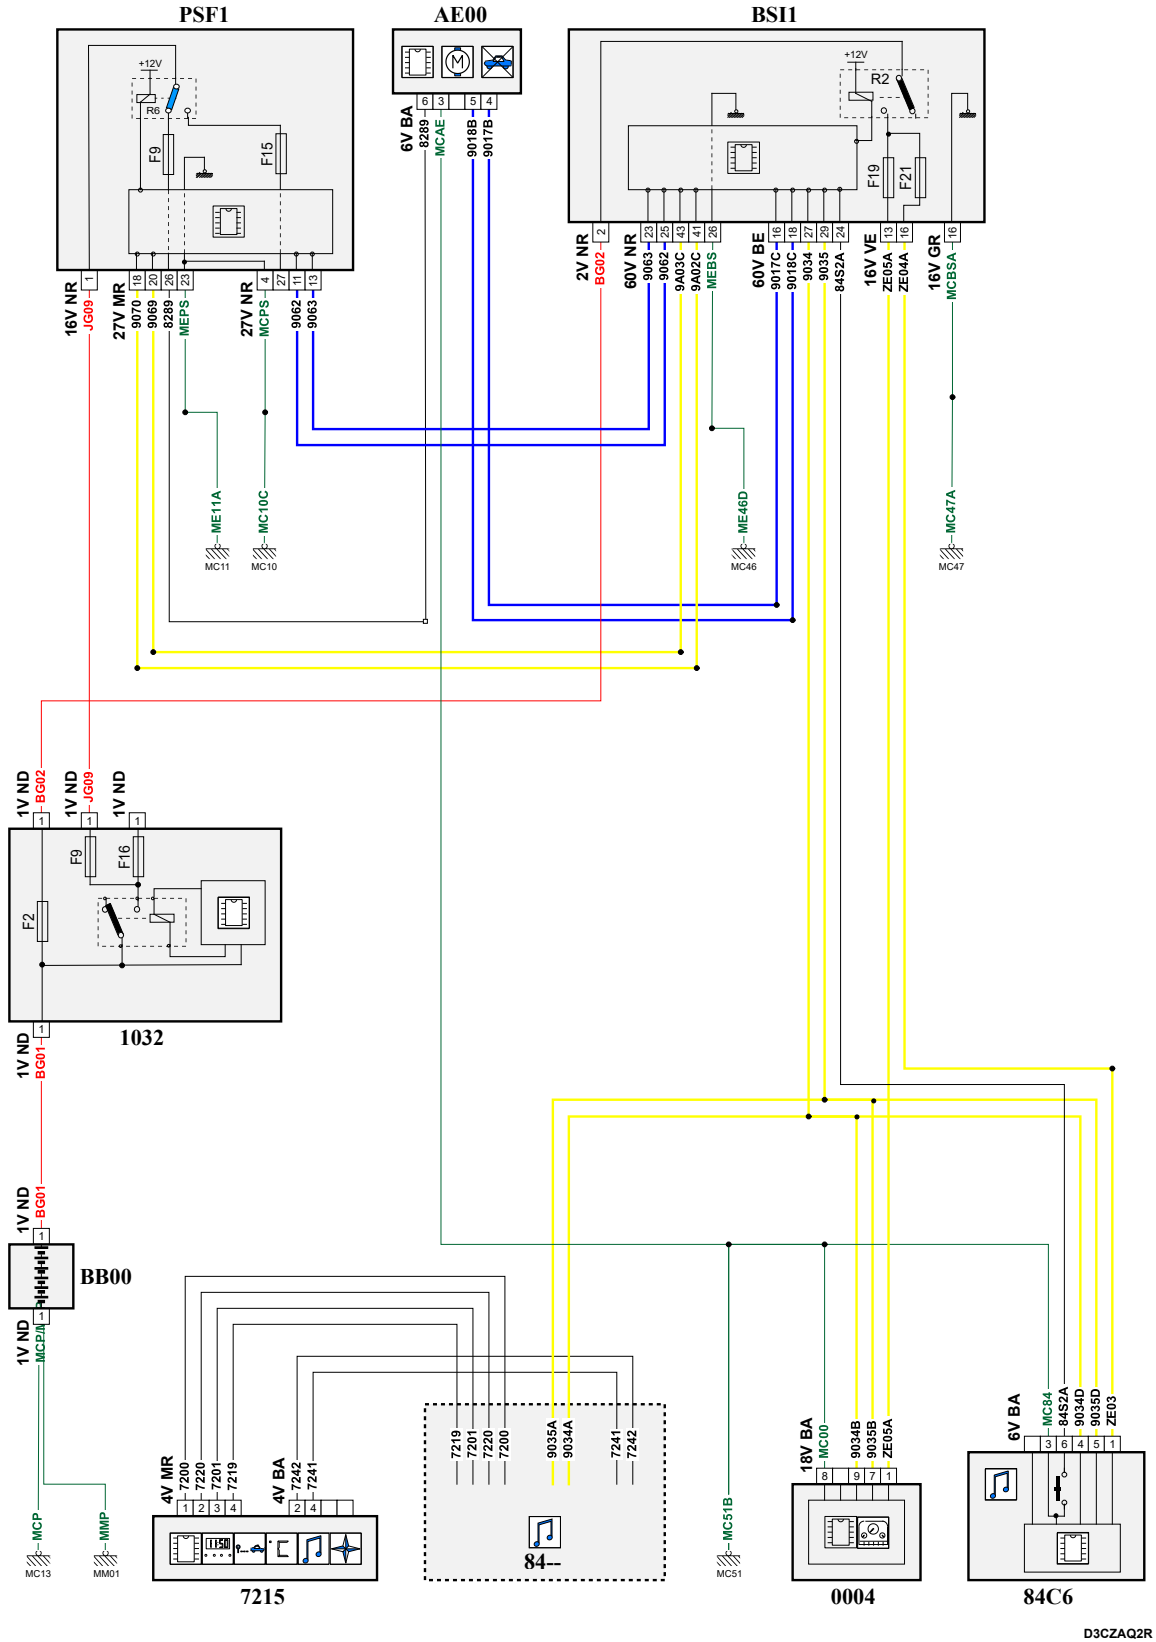 PSF1
AE00
BSI1
+12V
R6
F9
F15
M
+12V
R2
F19
F21
6 3 5 4
6V BA
8289
MCAE
9018B
9017B
1
16V NR
JG09
18 20 26 23
27V MR
9070
9069
8289
MEPS
4 27 11 13
27V NR
MCPS
9062
9063
2
2V NR
BG02
23 25 43 41 26
60V NR
9063
9062
9A03C
9A02C
MEBS
16 18 27 29 24
60V BE
9017C
9018C
9034
9035
84S2A
13 16
16V VE
ZE05A
ZE04A
16
16V GR
MCBSA
ME11A
MC11
MC10C
MC10
ME46D
MC46
MC47A
MC47
1V ND
BG02
1V ND
JG09
1V ND
1 1 1
F9
F16
F2
1
1032
1V ND
BG01
1V ND
BG01
1
BB00
1
1V ND
MCP/M
P
MCP
MC13
MMP
MM01
4V MR
7200
7220
7201
7219
1 2 3 4
4V BA
7242
7241
2 4
11:50
7215
7219
7201
7220
7200
9035A
9034A
7241
7242
84--
MC51B
MC51
18V BA
MC00
9034B
9035B
ZE05A
8 9 7 1
0004
6V BA
MC84
84S2A
9034D
9035D
ZE03
3 6 4 5 1
84C6
D3CZAQ2R